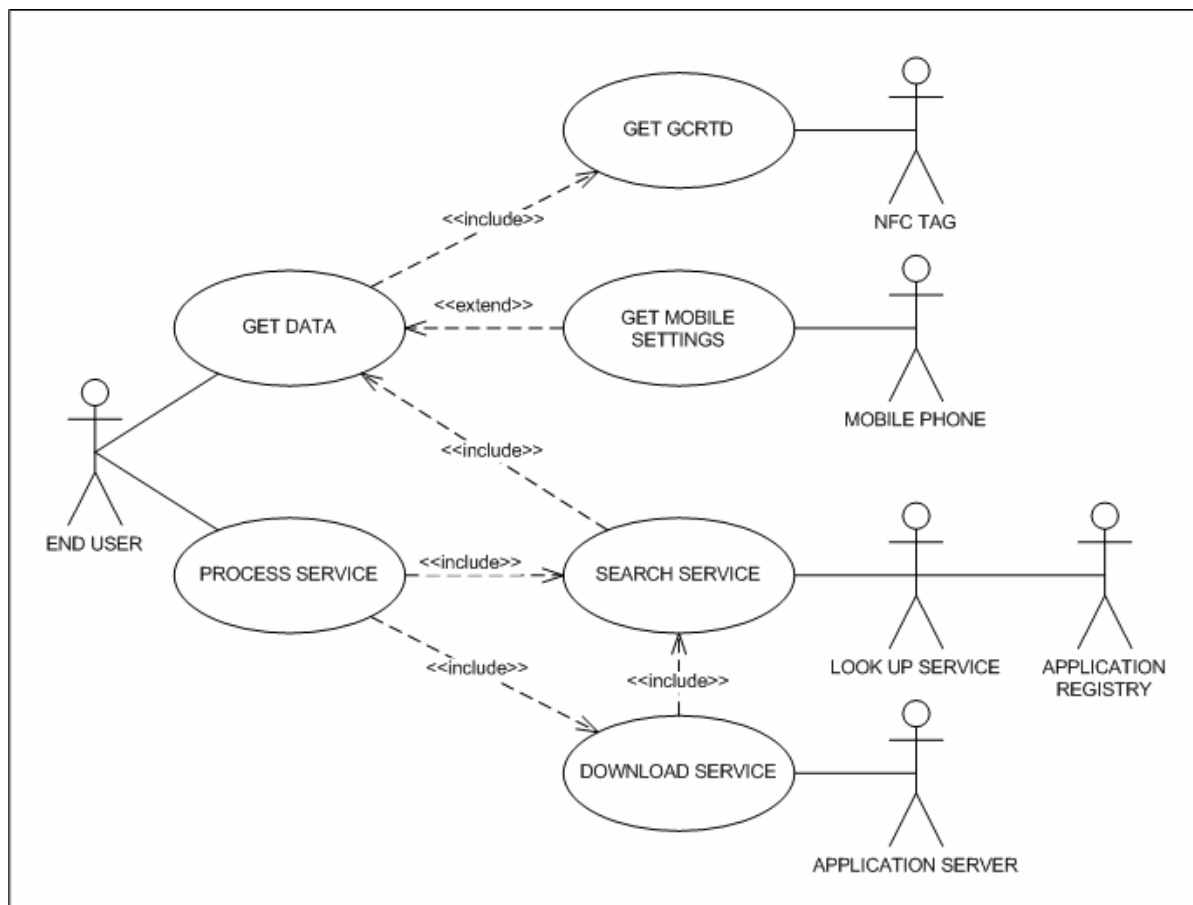 GET GCRTD
NFC TAG
<<include>>
GET DATA
<<extend>>
GET MOBILE
SETTINGS
MOBILE PHONE
<<include>>
END USER
PROCESS SERVICE
<<include>>
SEARCH SERVICE
LOOK UP SERVICE
APPLICATION
REGISTRY
<<include>>
<<include>>
DOWNLOAD SERVICE
APPLICATION SERVER